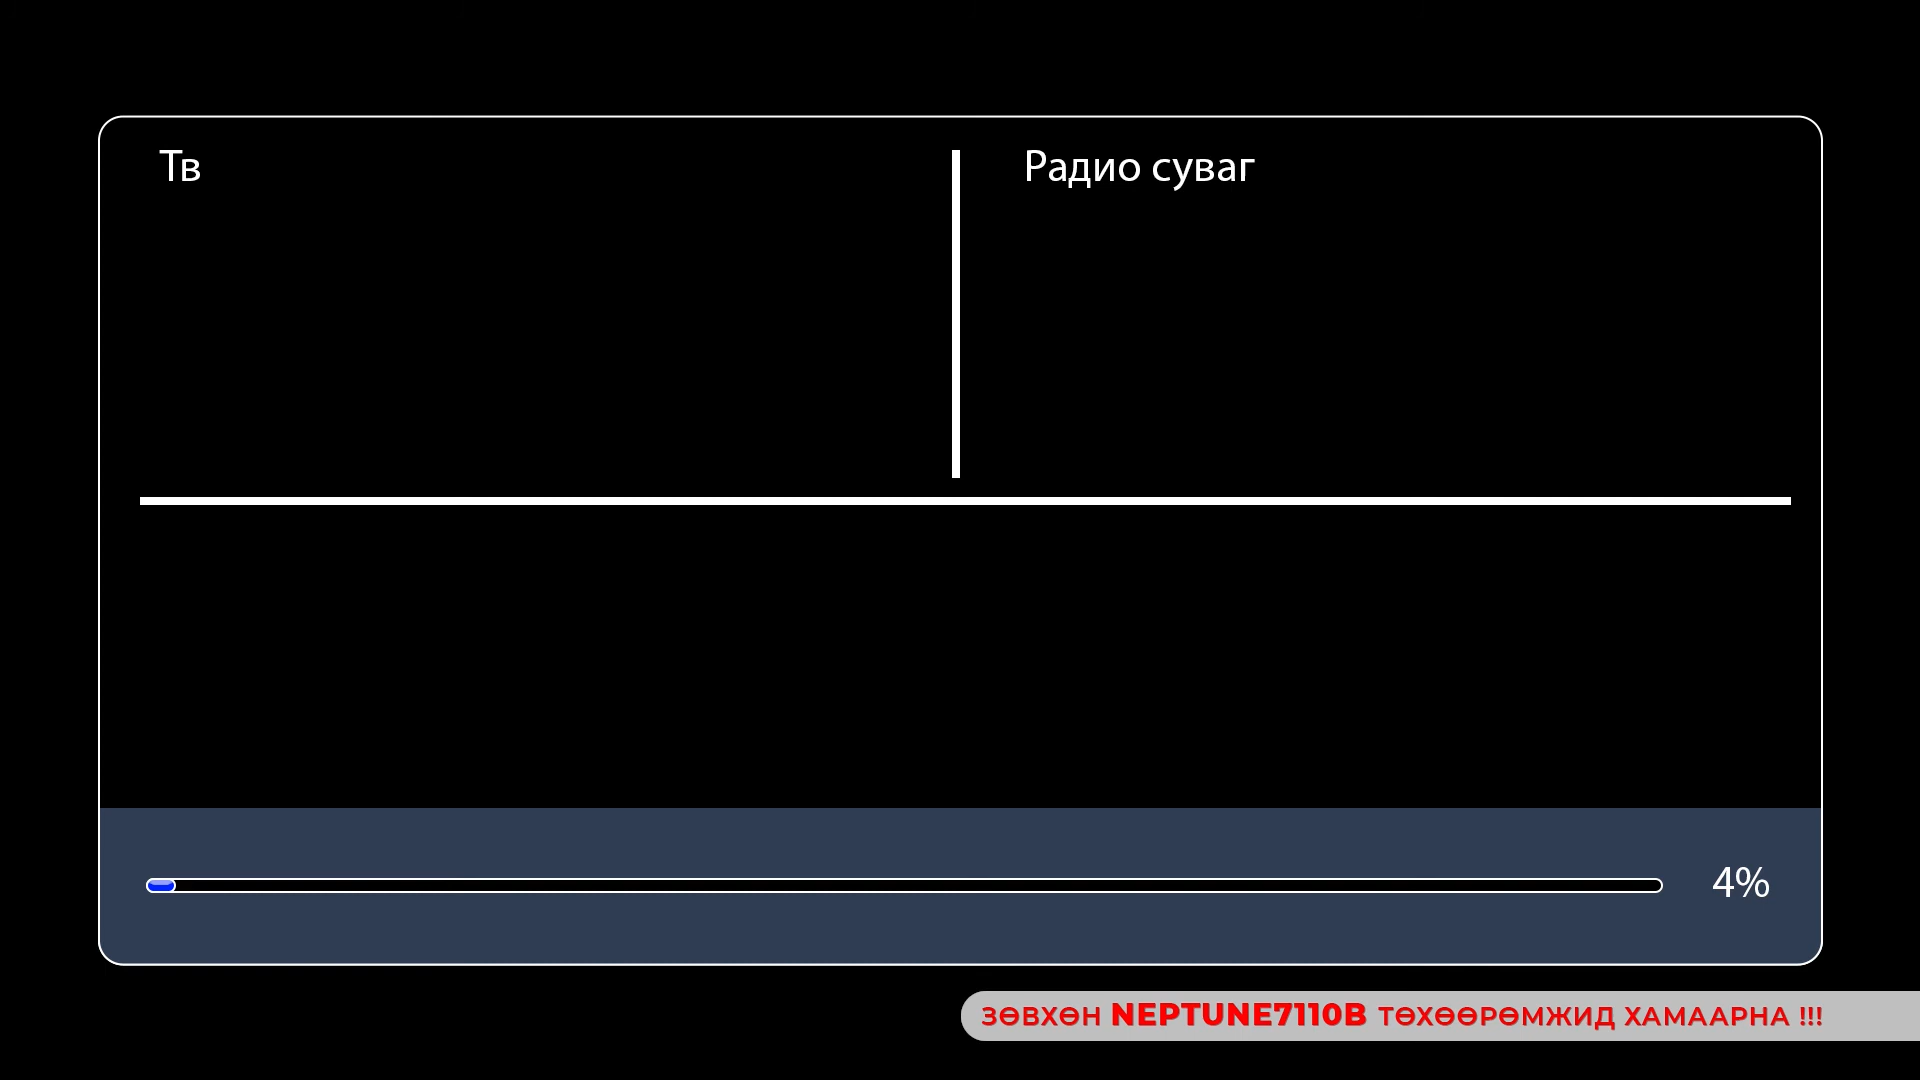 Тв
Радио суваг
4%
ЗӨВХӨН NEPTUNE7110B ТӨХӨӨРӨМЖИД ХАМААРНА !!!